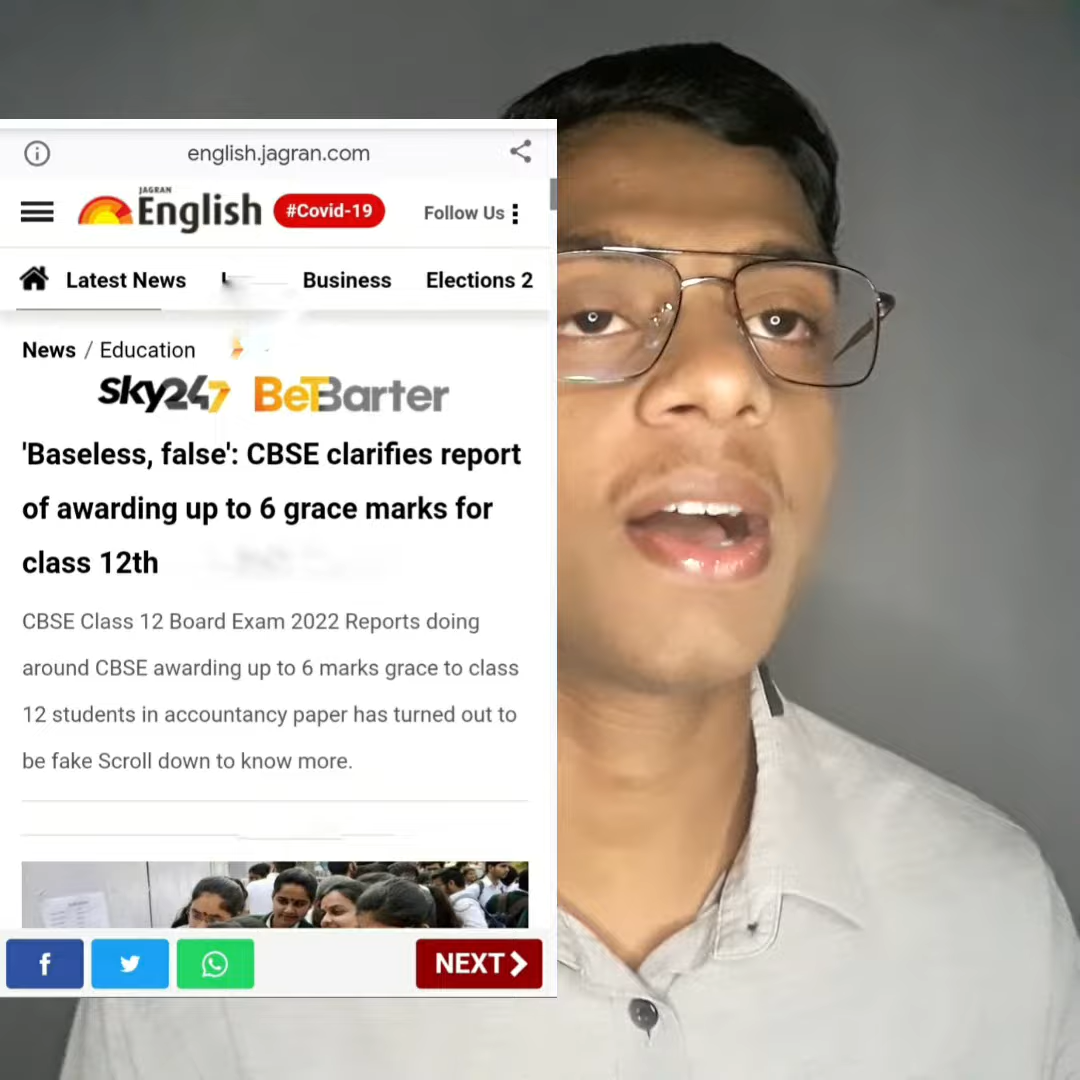 english.jagran.com
JAGRAN
English
#Covid-19
Follow Us
Latest News
Business
Elections 2
News / Education
Sky247 BetBarter
'Baseless, false': CBSE clarifies report
of awarding up to 6 grace marks for
class 12th
CBSE Class 12 Board Exam 2022 Reports doing
around CBSE awarding up to 6 marks grace to class
12 students in accountancy paper has turned out to
be fake Scroll down to know more.
NEXT